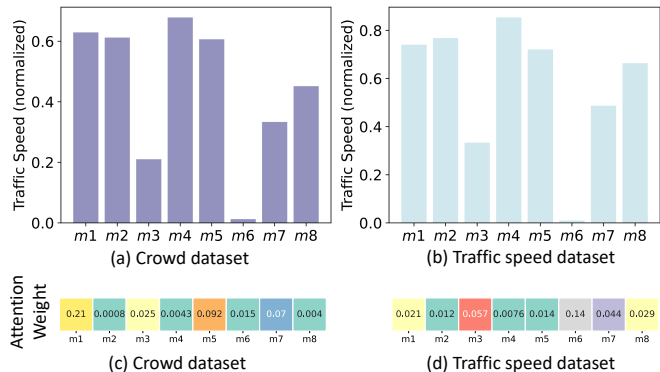 Traffic Speed (normalized)
0.6
0.4
0.2
0.0
m1 m2 m3 m4 m5 m6 m7 m8
(a) Crowd dataset
Traffic Speed (normalized)
0.8
0.6
0.4
0.2
0.0
m1 m2 m3 m4 m5 m6 m7 m8
(b) Traffic speed dataset
Attention
Weight
0.21 0.0008 0.025 0.0043 0.092 0.015 0.07 0.004
m1 m2 m3 m4 m5 m6 m7 m8
(c) Crowd dataset
0.021 0.012 0.057 0.0076 0.014 0.14 0.044 0.029
m1 m2 m3 m4 m5 m6 m7 m8
(d) Traffic speed dataset